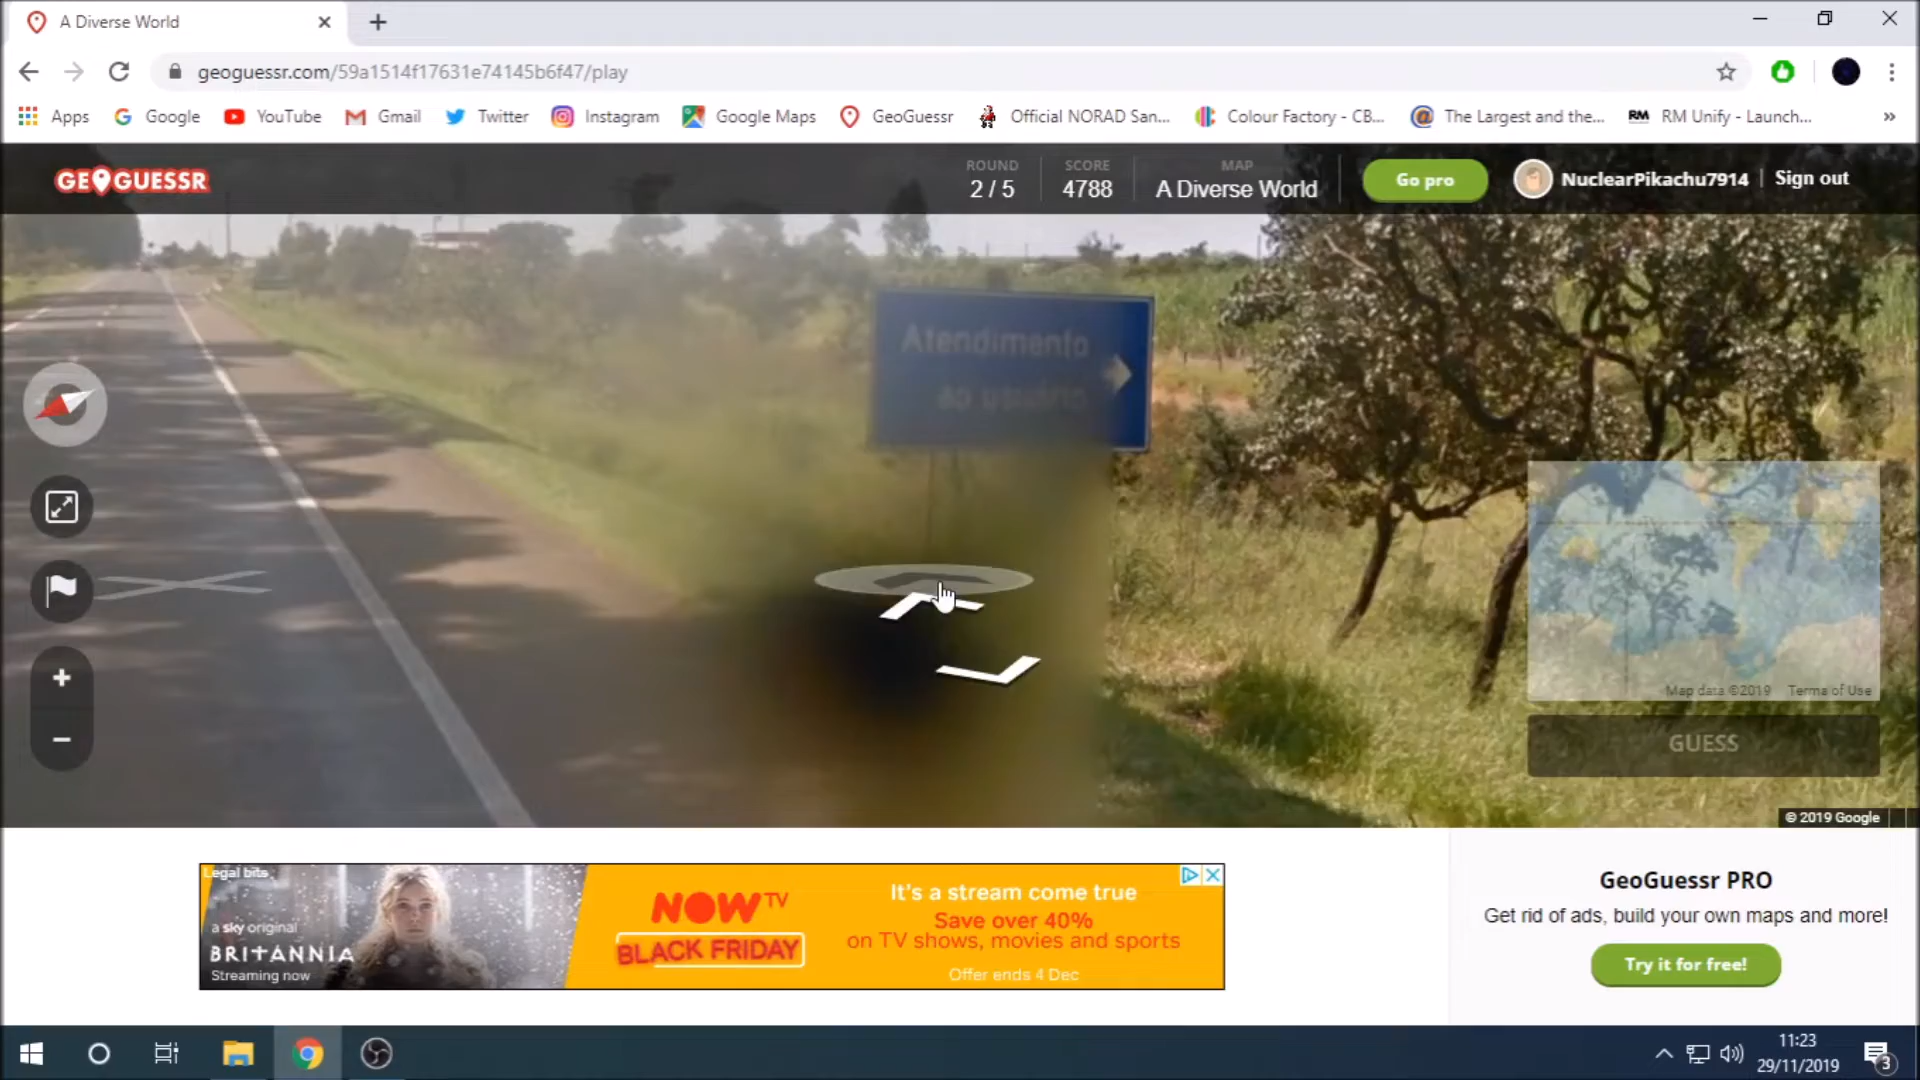 A Diverse World
geoguessr.com/59a1514f17631e74145b6f47/play
Apps
Google
YouTube
Gmail
Twitter
Instagram
Google Maps
GeoGuessr
Official NORAD San...
Colour Factory - CB...
The Largest and the...
RM
RM Unify - Launch...
»
GEOGUESSR
ROUND
2 / 5
SCORE
4788
MAP
A Diverse World
Go pro
NuclearPikachu7914
Sign out
Atendimento
ao usuário
Map data ©2019
Terms of Use
GUESS
© 2019 Google
Legal bits
a sky original
BRITANNIA
Streaming now
NOW TV
BLACK FRIDAY
It's a stream come true
Save over 40%
on TV shows, movies and sports
Offer ends 4 Dec
GeoGuessr PRO
Get rid of ads, build your own maps and more!
Try it for free!
11:23
29/11/2019
3